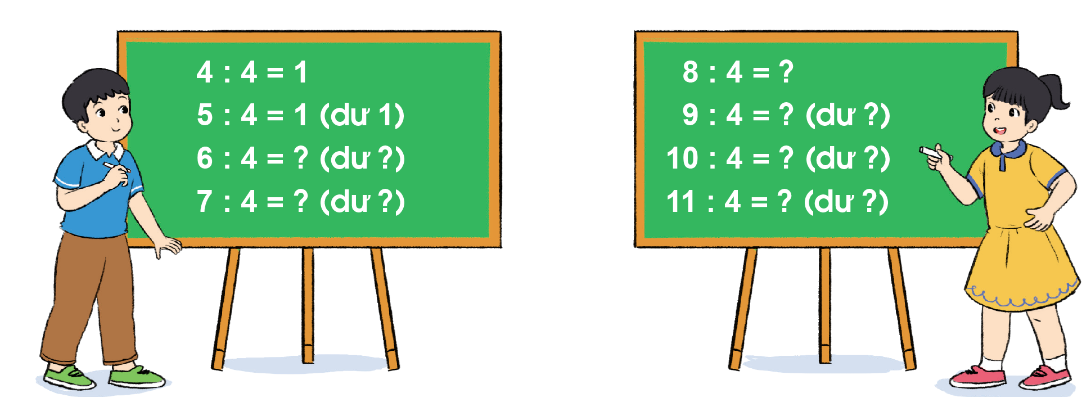 4 : 4 = 1
5 : 4 = 1 (dư 1)
6 : 4 = ? (dư ?)
7 : 4 = ? (dư ?)
8 : 4 = ?
9 : 4 = ? (dư ?)
10 : 4 = ? (dư ?)
11 : 4 = ? (dư ?)